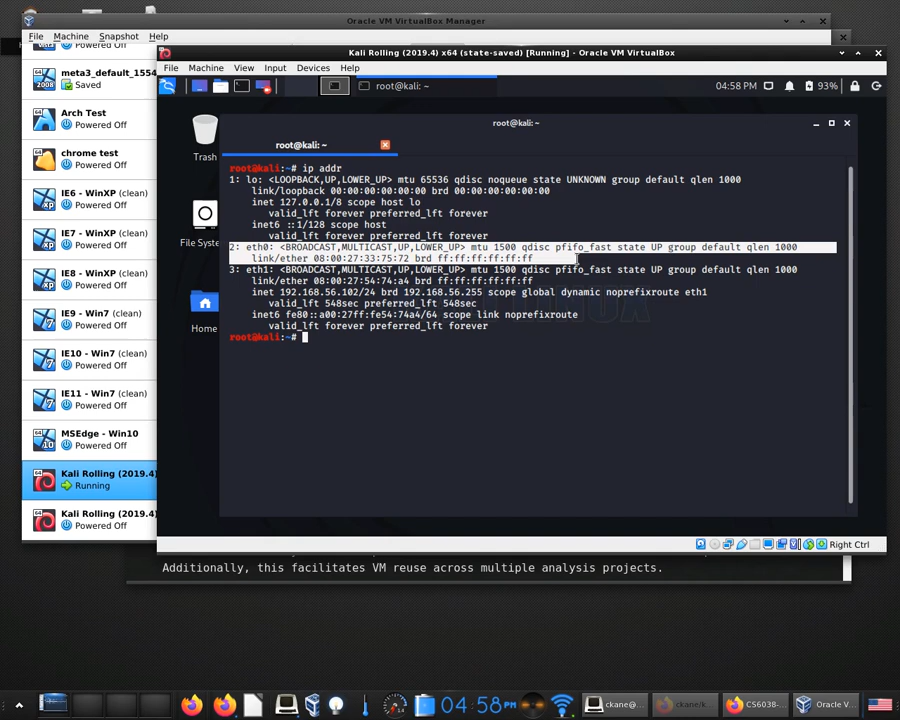 Oracle VM VirtualBox Manager
File Machine Snapshot Help
Powered Off
64
2008
meta3_default_1554
Saved
64
Arch Test
Powered Off
chrome test
Powered Off
IE6 - WinXP (clean)
Powered Off
IE7 - WinXP (clean)
Powered Off
IE8 - WinXP (clean)
Powered Off
IE9 - Win7 (clean)
7
Powered Off
IE10 - Win7 (clean)
7
Powered Off
IE11 - Win7 (clean)
7
Powered Off
64
10
MSEdge - Win10
Powered Off
64
Kali Rolling (2019.4)
Running
64
Kali Rolling (2019.4)
Powered Off
Kali Rolling (2019.4) x64 (state-saved) [Running] - Oracle VM VirtualBox
File Machine View Input Devices Help
root@kali: ~
04:58 PM 93%
Trash
File Syste
Home
root@kali:~
root@kali: ~
root@kali:~# ip addr
1: lo: <LOOPBACK,UP,LOWER_UP> mtu 65536 qdisc noqueue state UNKNOWN group default qlen 1000
link/loopback 00:00:00:00:00:00 brd 00:00:00:00:00:00
inet 127.0.0.1/8 scope host lo
valid_lft forever preferred_lft forever
inet6 ::1/128 scope host
valid_lft forever preferred_lft forever
2: eth0: <BROADCAST,MULTICAST,UP,LOWER_UP> mtu 1500 qdisc pfifo_fast state UP group default qlen 1000
link/ether 08:00:27:33:75:72 brd ff:ff:ff:ff:ff:ff
3: eth1: <BROADCAST,MULTICAST,UP,LOWER_UP> mtu 1500 qdisc pfifo_fast state UP group default qlen 1000
link/ether 08:00:27:54:74:a4 brd ff:ff:ff:ff:ff:ff
inet 192.168.56.102/24 brd 192.168.56.255 scope global dynamic noprefixroute eth1
valid_lft 548sec preferred_lft 548sec
inet6 fe80::a00:27ff:fe54:74a4/64 scope link noprefixroute
valid_lft forever preferred_lft forever
root@kali:~#
Right Ctrl
Additionally, this facilitates VM reuse across multiple analysis projects.
04:58 PM
ckane@
ckane/k
CS6038-
Oracle V...